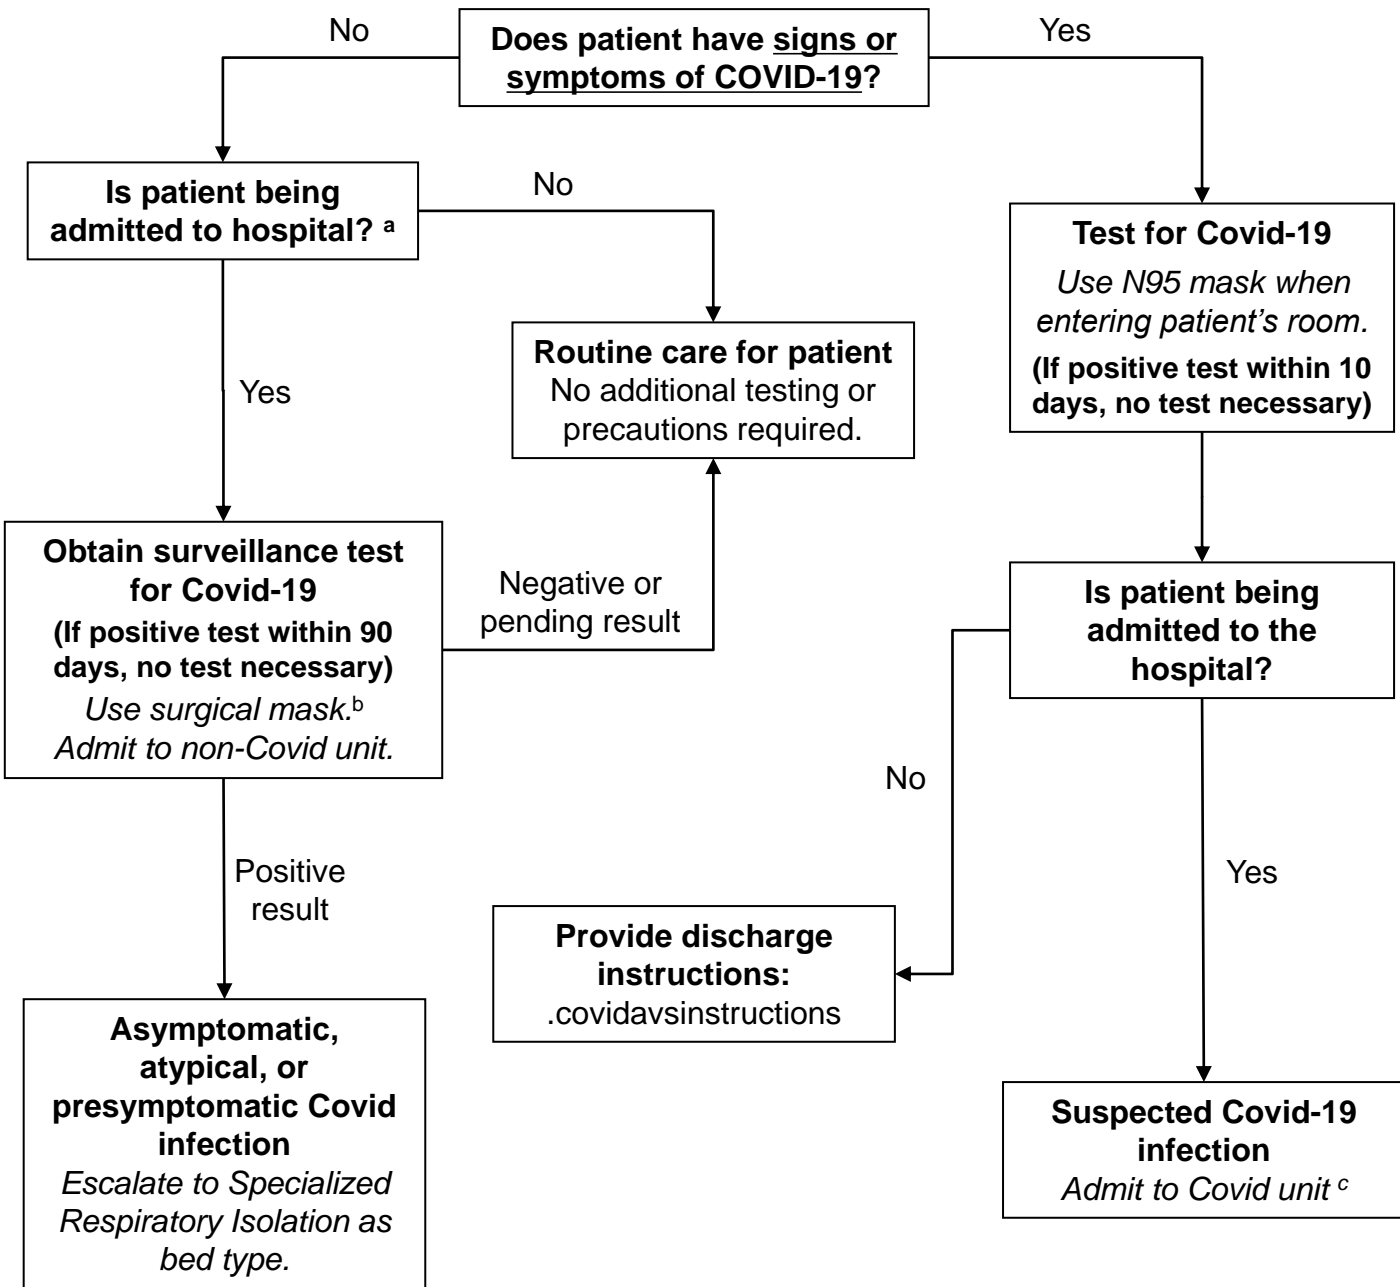 No
Does patient have signs or
symptoms of COVID-19?
Yes
Is patient being
admitted to hospital? a
No
Test for Covid-19
Use N95 mask when
entering patient's room.
(If positive test within 10
days, no test necessary)
Routine care for patient
No additional testing or
precautions required.
Yes
Obtain surveillance test
for Covid-19
(If positive test within 90
days, no test necessary)
Use surgical mask.b
Admit to non-Covid unit.
Negative or
pending result
Is patient being
admitted to the
hospital?
No
Yes
Positive
result
Provide discharge
instructions:
.covidavsinstructions
Asymptomatic,
atypical, or
presymptomatic Covid
infection
Escalate to Specialized
Respiratory Isolation as
bed type.
Suspected Covid-19
infection
Admit to Covid unit c